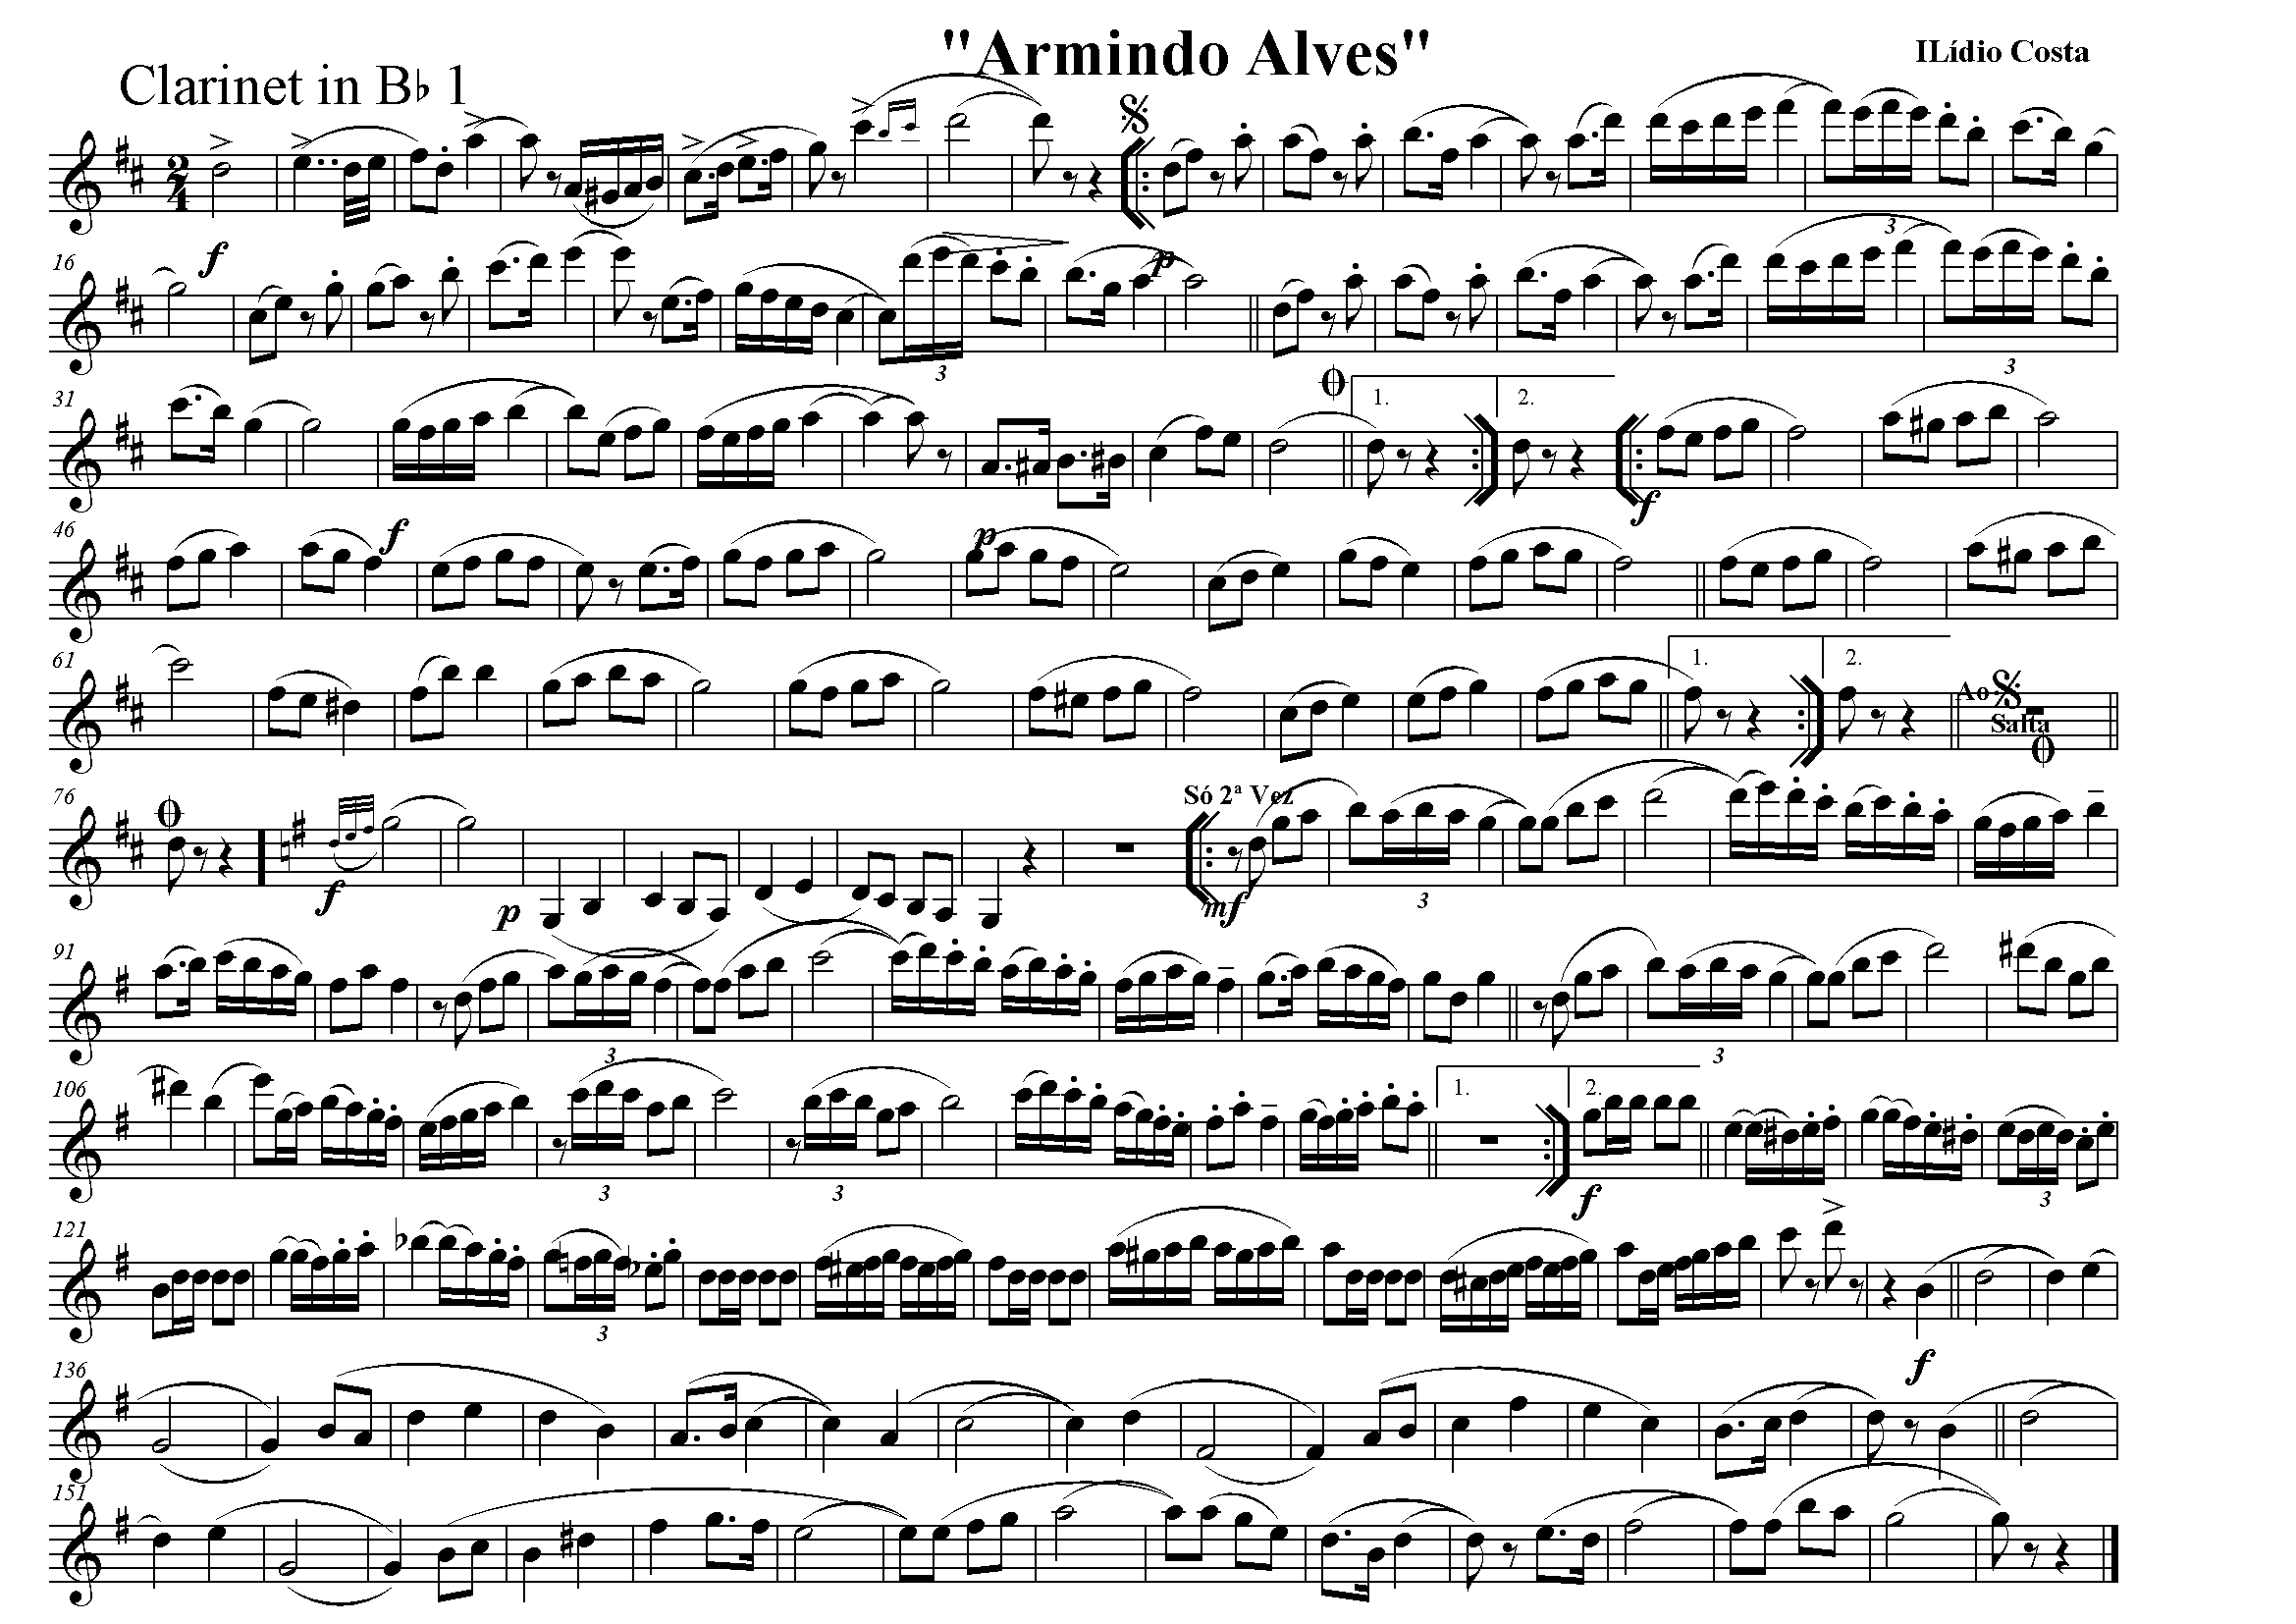 "Armindo Alves"
ILídio Costa
Clarinet in B♭ 1
2
4
f
3
16
3
p
3
31
1.
2.
f
46
f
p
61
1.
2.
Ao
Salta
76
f
p
Só 2ª Vez
mf
3
91
3
3
106
3
3
1.
2.
f
3
121
3
f
136
151